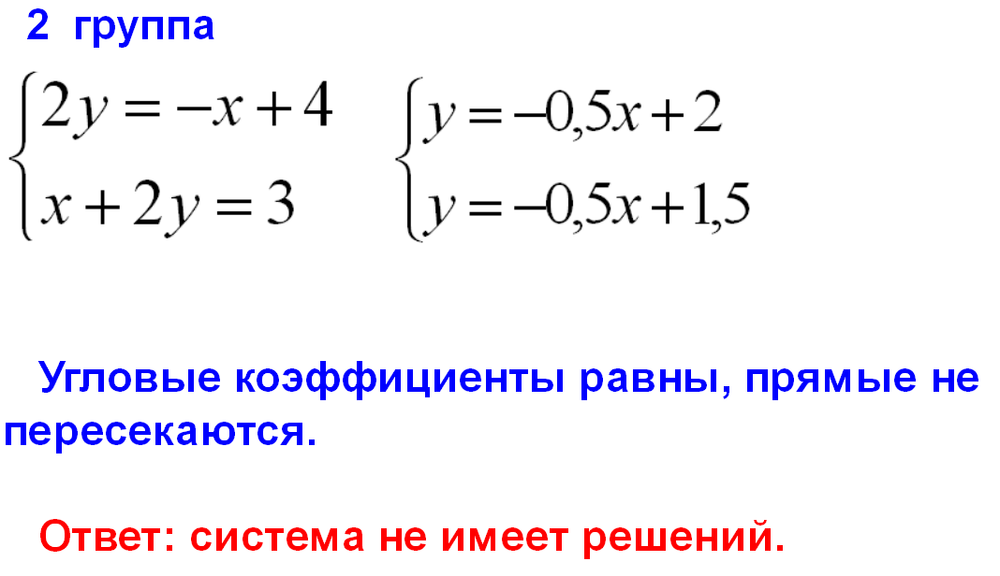 2 группа
2y = −x + 4
x + 2y = 3
y = −0,5x + 2
y = −0,5x + 1,5
Угловые коэффициенты равны, прямые не
пересекаются.
Ответ: система не имеет решений.